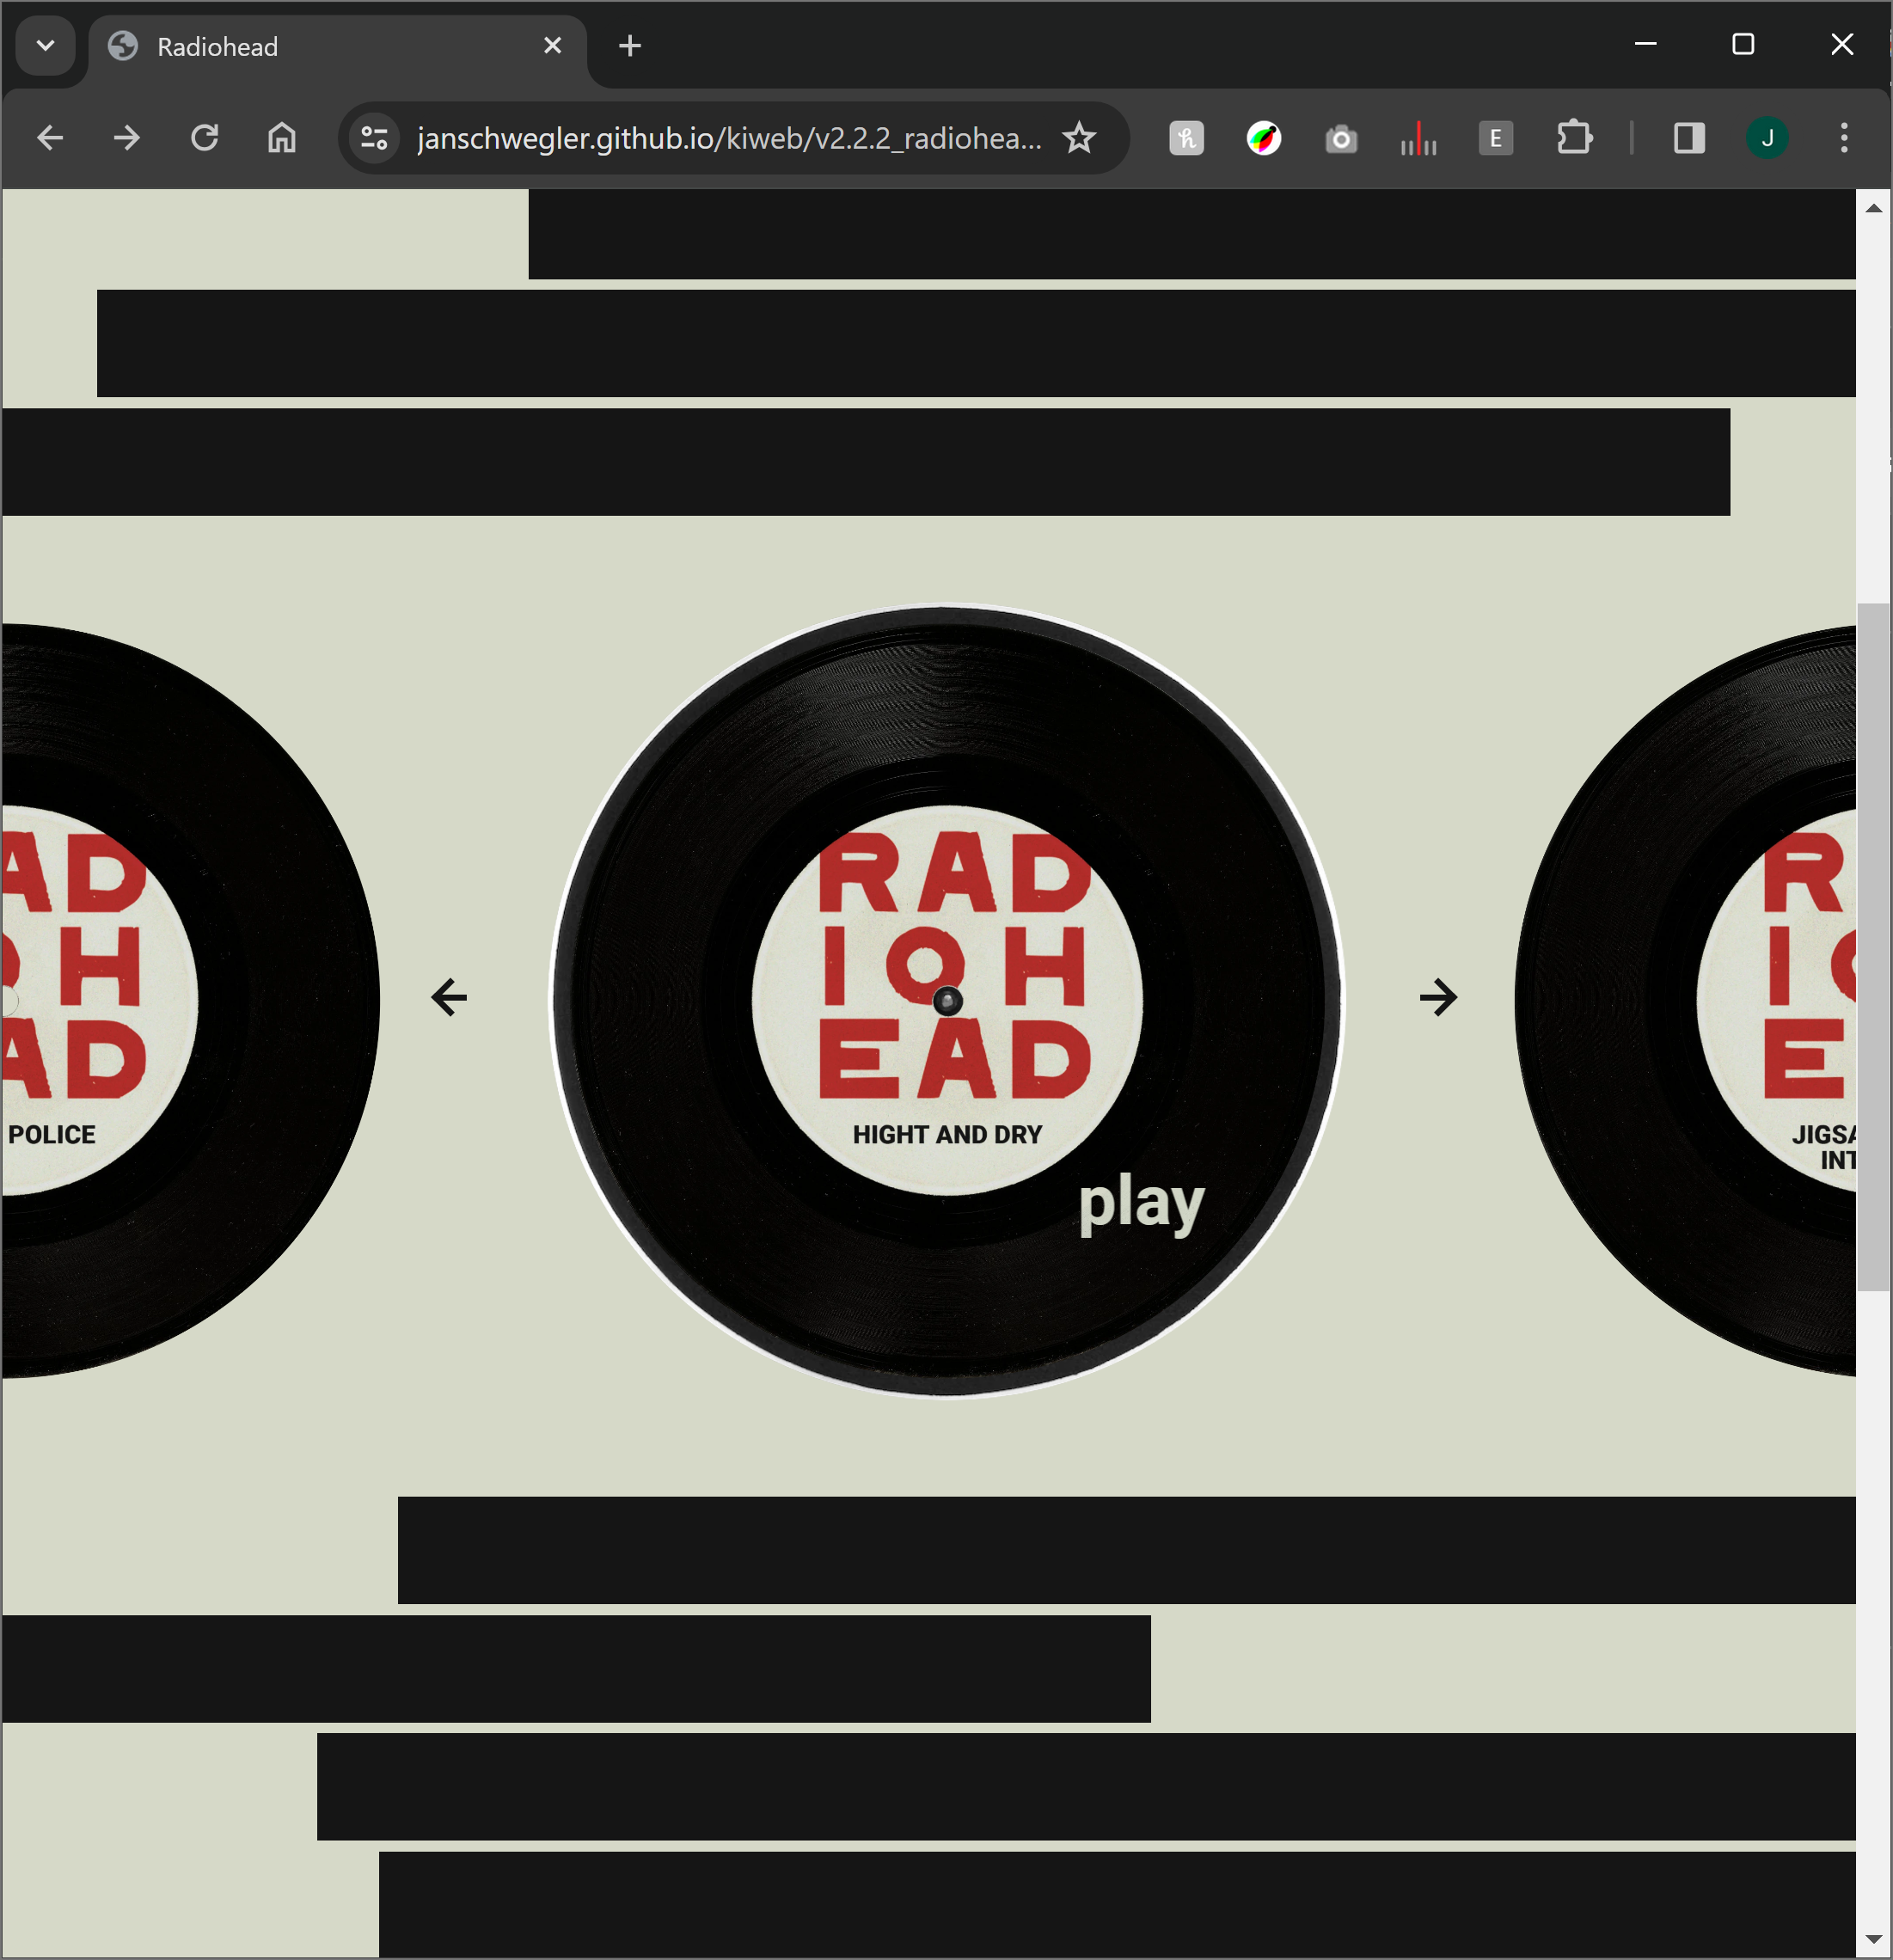 Radiohead
janschwegler.github.io/kiweb/v2.2.2_radiohea...
E
J
AD
H
AD
POLICE
RAD
IOH
EAD
HIGHT AND DRY
play
R
I
E
JIGSA
INT